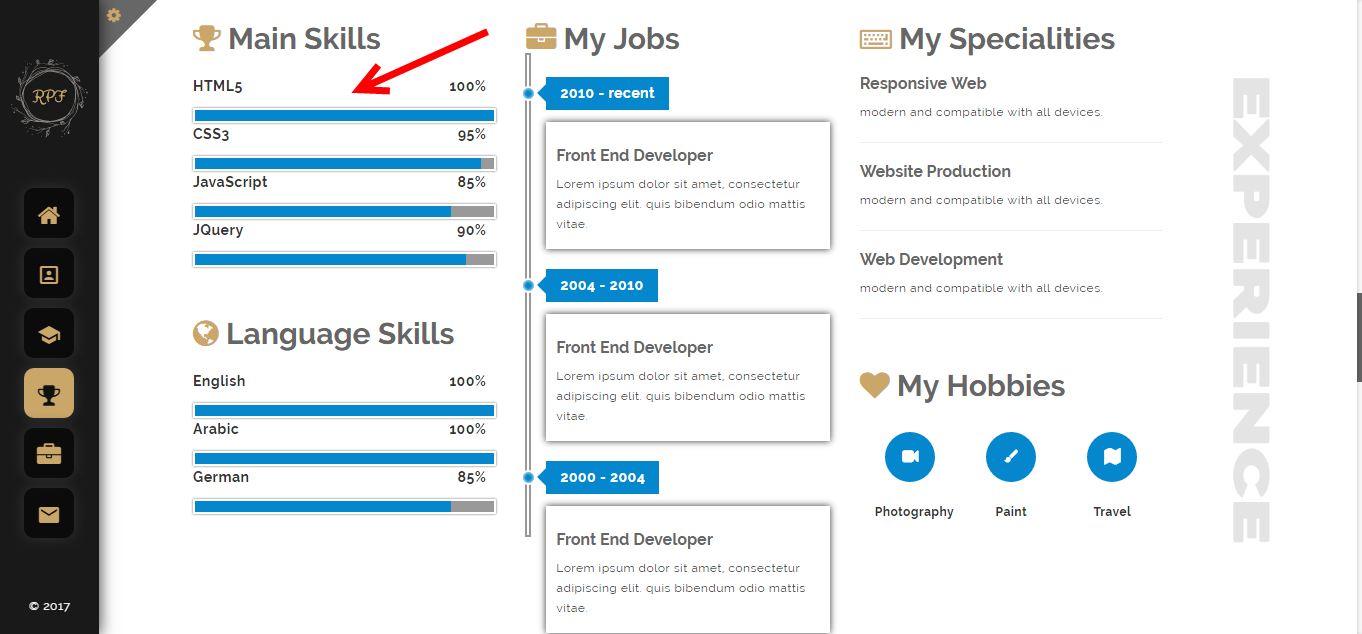 RPF
© 2017
Main Skills
HTML5 100%
CSS3 95%
JavaScript 85%
JQuery 90%
Language Skills
English 100%
Arabic 100%
German 85%
My Jobs
2010 - recent
Front End Developer
Lorem ipsum dolor sit amet, consectetur
adipiscing elit. quis bibendum odio mattis
vitae.
2004 - 2010
Front End Developer
Lorem ipsum dolor sit amet, consectetur
adipiscing elit. quis bibendum odio mattis
vitae.
2000 - 2004
Front End Developer
Lorem ipsum dolor sit amet, consectetur
adipiscing elit. quis bibendum odio mattis
vitae.
My Specialities
Responsive Web
modern and compatible with all devices.
Website Production
modern and compatible with all devices.
Web Development
modern and compatible with all devices.
My Hobbies
Photography Paint Travel
EXPERIENCE